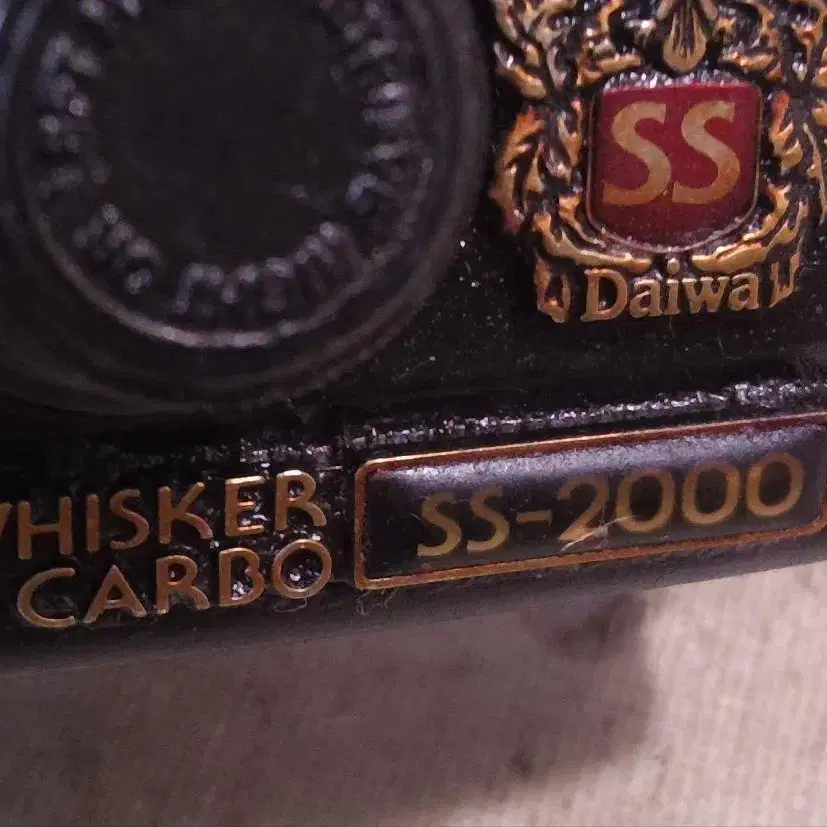 SS
Daiwa
WHISKER
CARBO
SS-2000